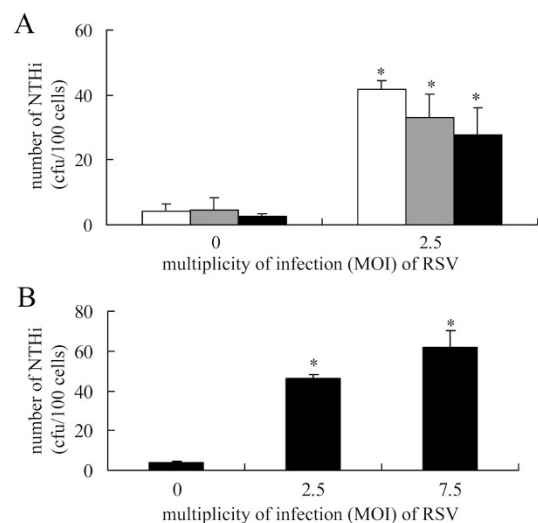 A
number of NTHi
(cfu/100 cells)
60
40
20
0
* * *
0 2.5
multiplicity of infection (MOI) of RSV
B
number of NTHi
(cfu/100 cells)
80
60
40
20
0
* *
0 2.5 7.5
multiplicity of infection (MOI) of RSV